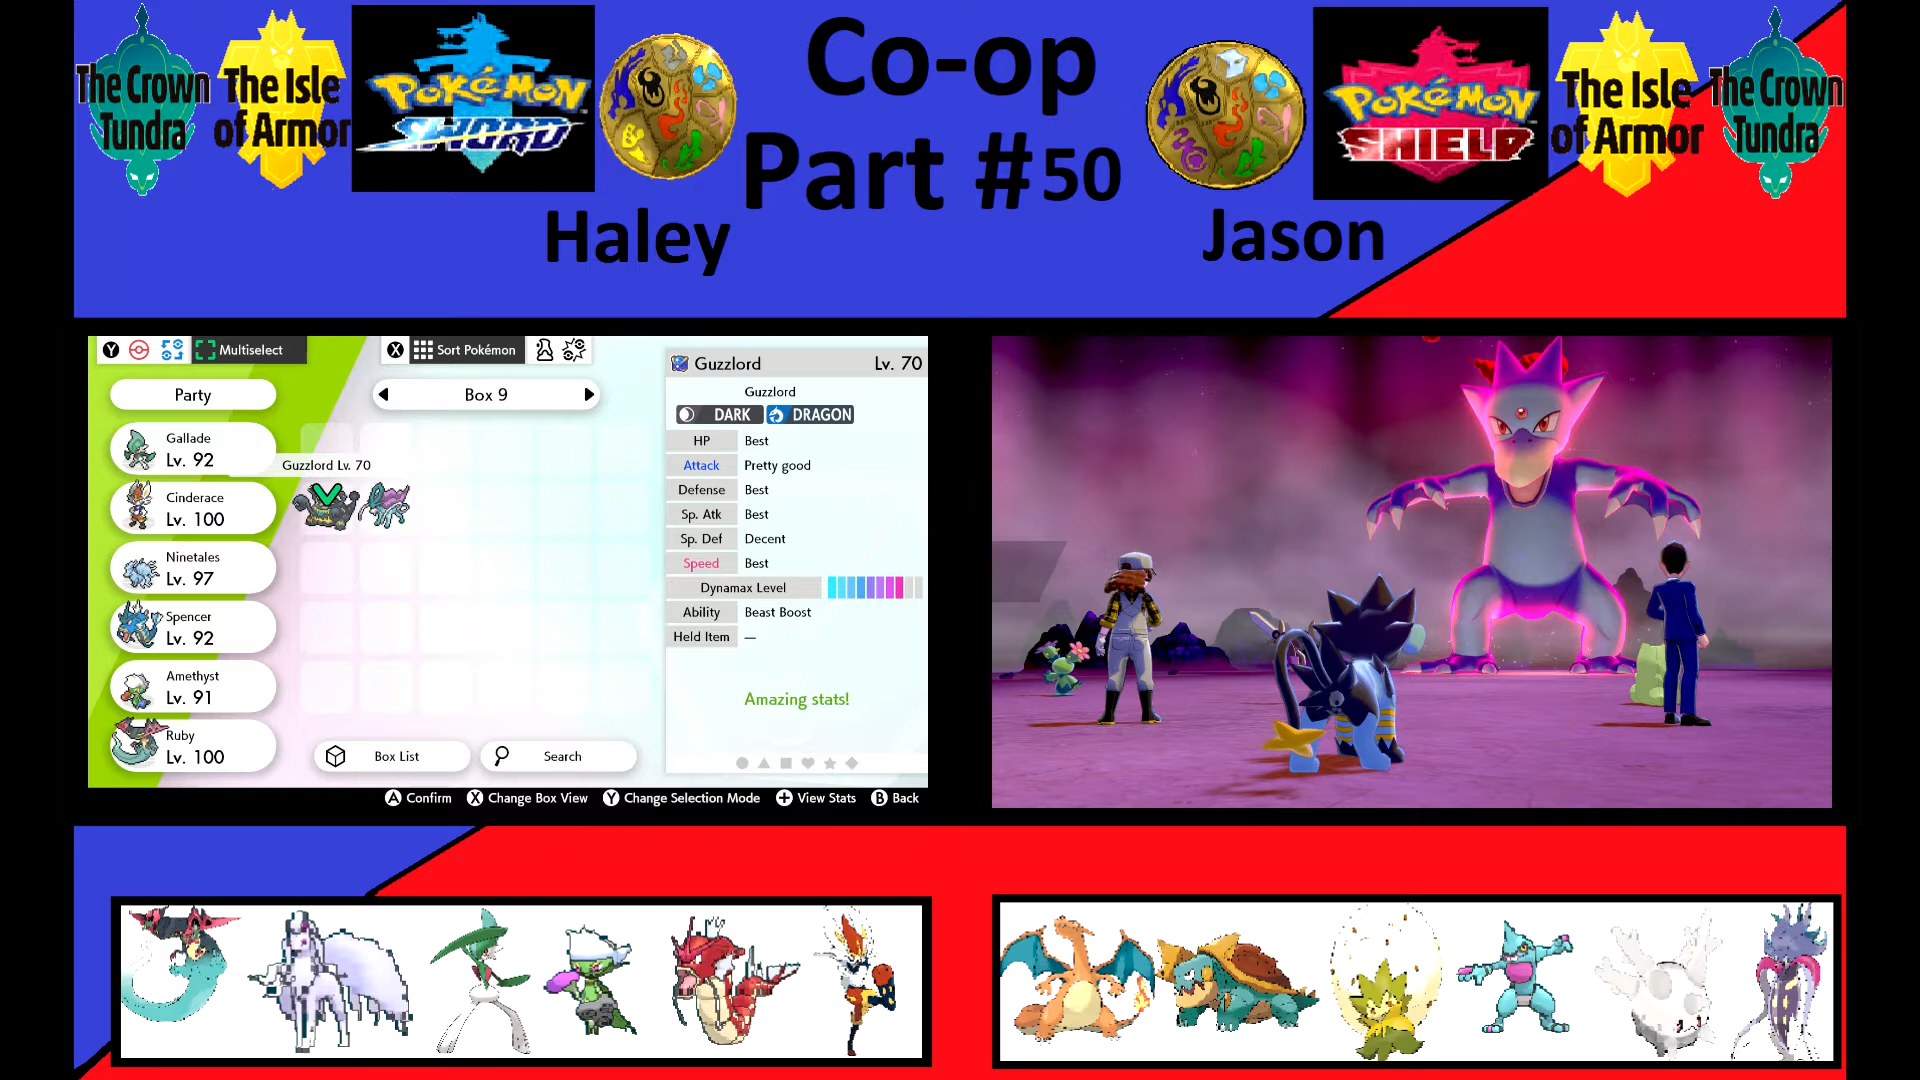 The Crown
Tundra
The Isle
of Armor
POKéMON
SWORD
Co-op
Part #50
POKéMON
SHIELD
The Isle
of Armor
The Crown
Tundra
Haley
Jason
Y
Multiselect
X
Sort Pokémon
Party
Box 9
Gallade
Lv. 92
Cinderace
Lv. 100
Ninetales
Lv. 97
Spencer
Lv. 92
Amethyst
Lv. 91
Ruby
Lv. 100
Guzzlord Lv. 70
Box List
Search
Guzzlord Lv. 70
Guzzlord
DARK DRAGON
HP Best
Attack Pretty good
Defense Best
Sp. Atk Best
Sp. Def Decent
Speed Best
Dynamax Level
Ability Beast Boost
Held Item —
Amazing stats!
A Confirm X Change Box View Y Change Selection Mode + View Stats B Back